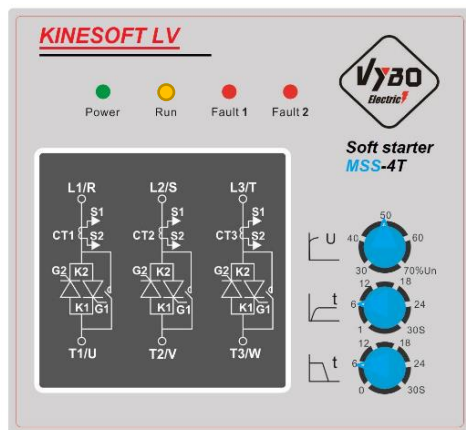 KINESOFT LV
VYBO
Electric
Power Run Fault 1 Fault 2
Soft starter
MSS-4T
L1/R L2/S L3/T
S1 S1 S1
CT1 S2 CT2 S2 CT3 S2
G2 K2 G2 K2 G2 K2
K1 G1 K1 G1 K1 G1
T1/U T2/V T3/W
U 30 40 50 60 70%Un
t 1 6 12 18 24 30S
t 0 6 12 18 24 30S